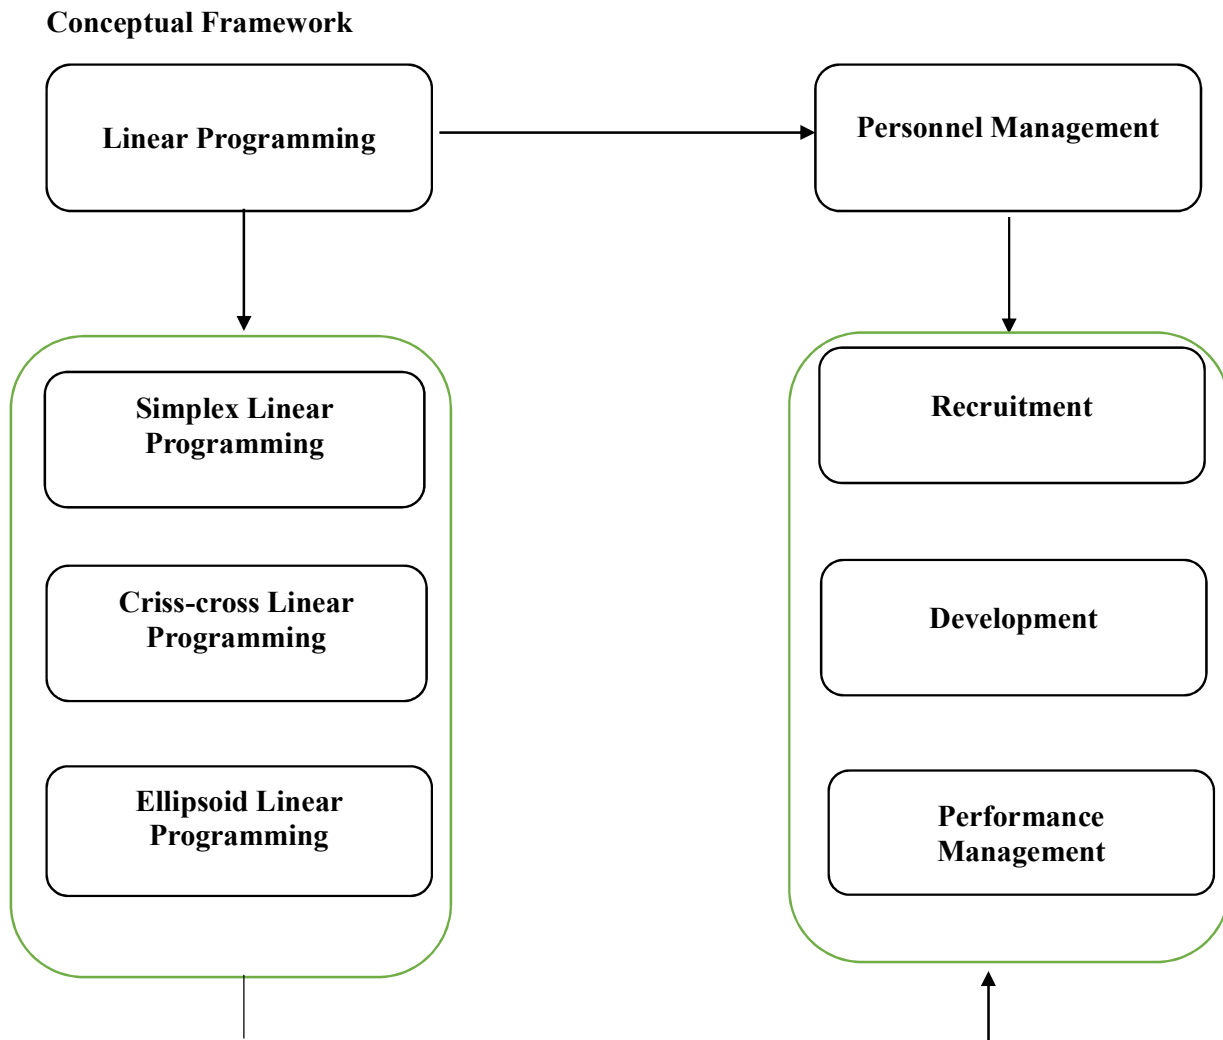 Conceptual Framework
Linear Programming
Personnel Management
Simplex Linear
Programming
Criss-cross Linear
Programming
Ellipsoid Linear
Programming
Recruitment
Development
Performance
Management